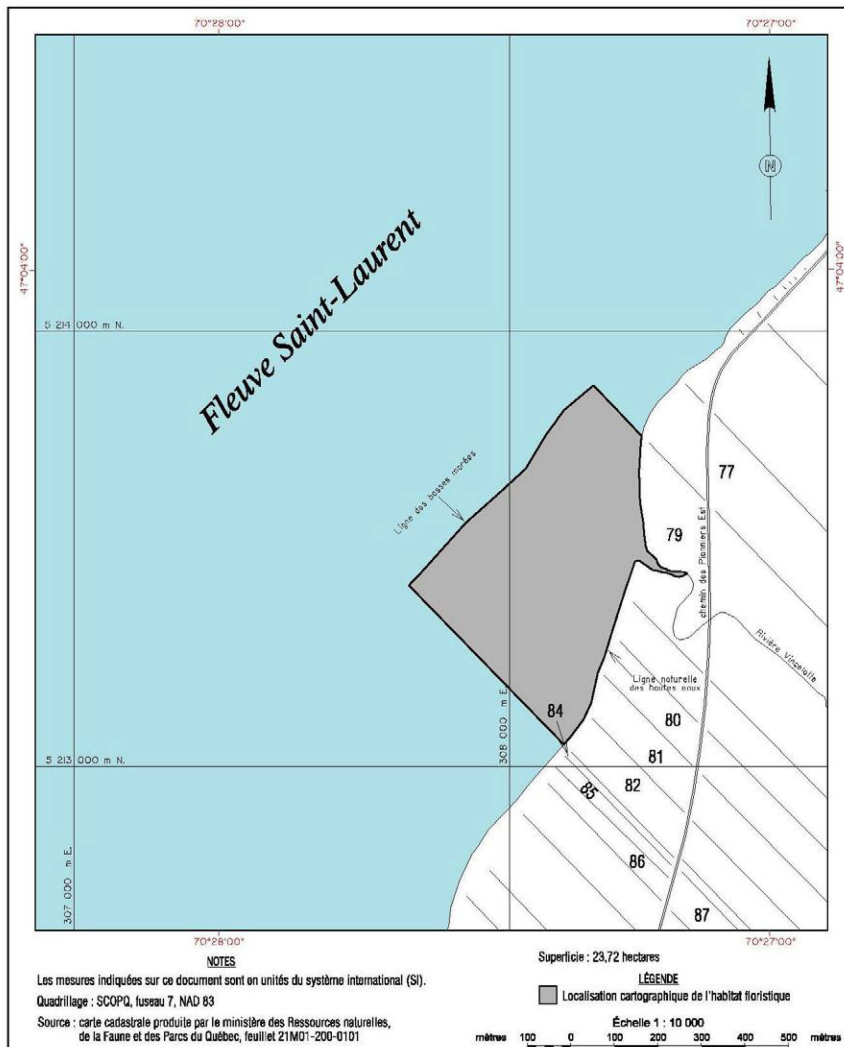 70°28'00"
70°27'00"
N
47°04'00"
47°04'00"
Fleuve Saint-Laurent
5 214 000 m N.
Ligne des basses marées
77
79
chemin des Pionniers Est
Rivière Vincelotte
Ligne naturelle
des hautes eaux
84
80
308 000 m E.
81
5 213 000 m N.
82
85
86
307 000 m E.
87
70°28'00"
70°27'00"
NOTES
Les mesures indiquées sur ce document sont en unités du système international (SI).
Quadrillage : SCOPQ, fuseau 7, NAD 83
Source : carte cadastrale produite par le ministère des Ressources naturelles,
de la Faune et des Parcs du Québec, feuillet 21M01-200-0101
Superficie : 23,72 hectares
LÉGENDE
Localisation cartographique de l'habitat floristique
Échelle 1 : 10 000
mètres 100 0 100 200 300 400 500 mètres